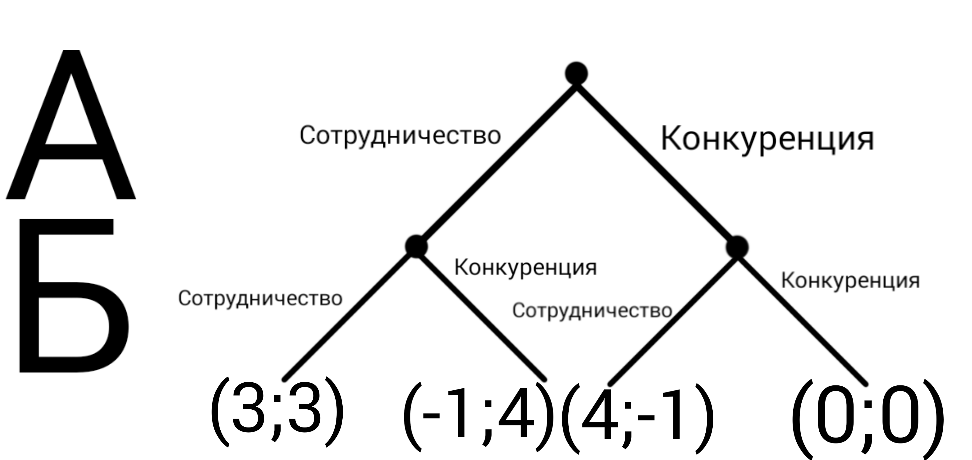 А
Сотрудничество
Конкуренция
Б
Сотрудничество
Конкуренция
Сотрудничество
Конкуренция
(3;3)
(-1;4)
(4;-1)
(0;0)